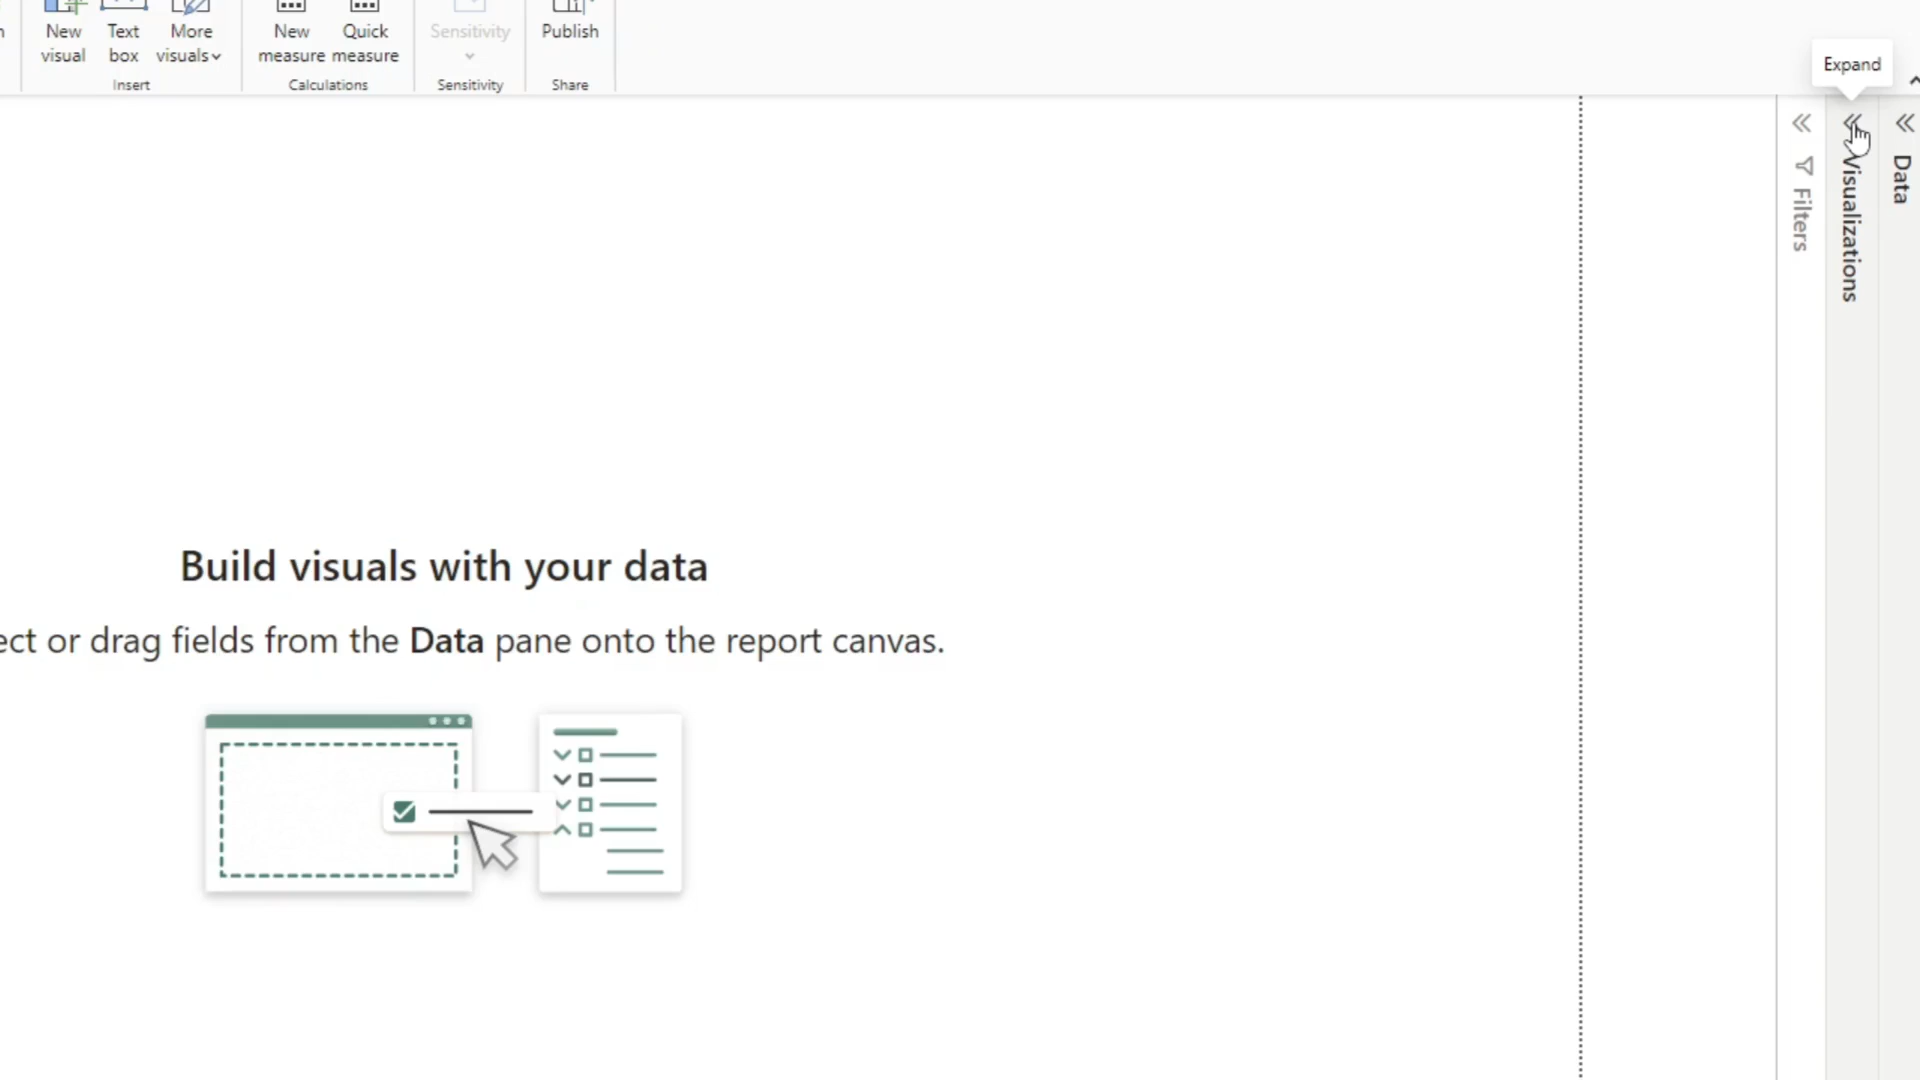 New
visual
Text
box
More
visuals
Insert
New
measure
Quick
measure
Calculations
Sensitivity
Sensitivity
Publish
Share
Expand
Filters
Visualizations
Data
Build visuals with your data
ect or drag fields from the Data pane onto the report canvas.